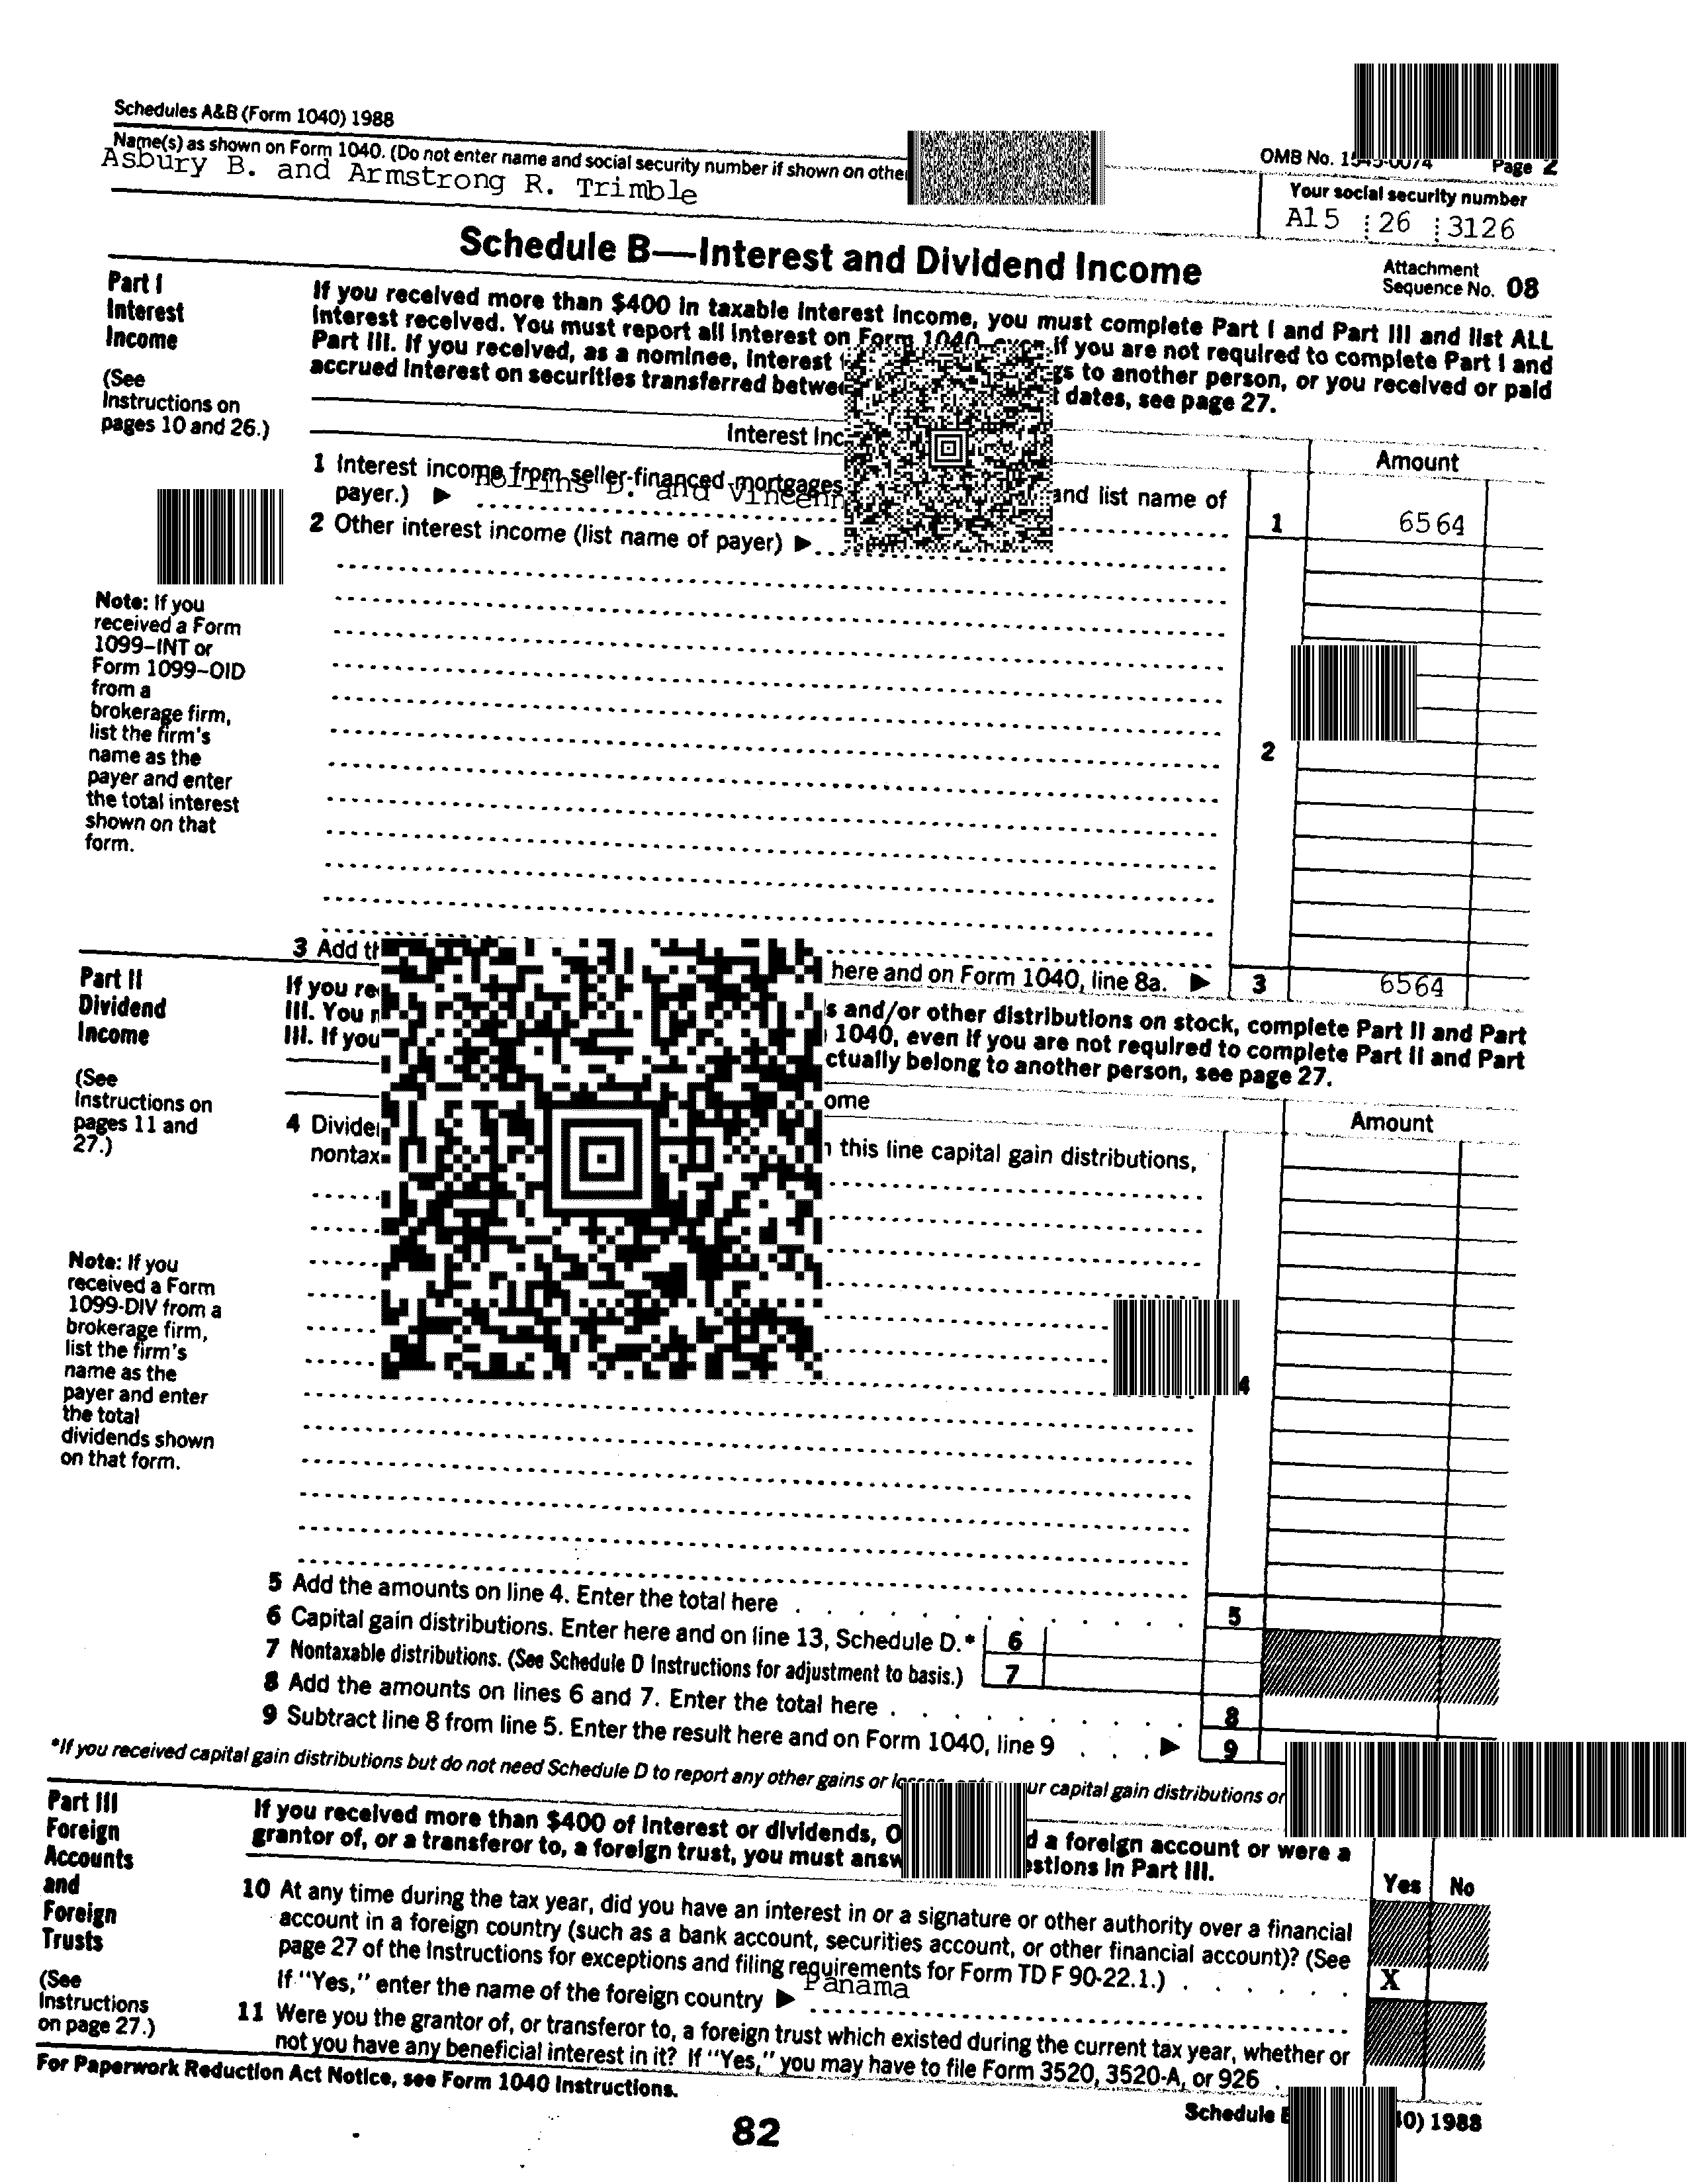 Schedules A&B (Form 1040) 1988
OMB No. 1545-0074 Page 2
Name(s) as shown on Form 1040. (Do not enter name and social security number if shown on other
Your social security number
Asbury B. and Armstrong R. Trimble
A15 26 3126
Schedule B—Interest and Dividend Income
Attachment
Sequence No. 08
Part I
Interest
Income
(See
Instructions on
pages 10 and 26.)
If you received more than $400 in taxable interest income, you must complete Part I and Part III and list ALL
interest received. You must report all interest on Form 1040, even if you are not required to complete Part I and
Part III. If you received, as a nominee, interest gs to another person, or you received or paid
accrued interest on securities transferred betwee t dates, see page 27.
Interest Inc
Amount
1 Interest income from seller-financed mortgages and list name of
payer.) ▶ D. and
1 6564
2 Other interest income (list name of payer) ▶
Note: If you
received a Form
1099–INT or
Form 1099–OID
from a
brokerage firm,
list the firm's
name as the
payer and enter
the total interest
shown on that
form.
2
3 Add th here and on Form 1040, line 8a. ▶ 3 6564
Part II
Dividend
Income
(See
Instructions on
pages 11 and
27.)
If you re s and/or other distributions on stock, complete Part II and Part
III. You 1040, even if you are not required to complete Part II and Part
III. If you ctually belong to another person, see page 27.
ome
Amount
4 Divide this line capital gain distributions,
nontax
Note: If you
received a Form
1099-DIV from a
brokerage firm,
list the firm's
name as the
payer and enter
the total
dividends shown
on that form.
4
5 Add the amounts on line 4. Enter the total here . . . 5
6 Capital gain distributions. Enter here and on line 13, Schedule D.* 6
7 Nontaxable distributions. (See Schedule D Instructions for adjustment to basis.) 7
8 Add the amounts on lines 6 and 7. Enter the total here . . . 8
9 Subtract line 8 from line 5. Enter the result here and on Form 1040, line 9 . . . ▶ 9
*If you received capital gain distributions but do not need Schedule D to report any other gains or ur capital gain distributions on
Part III
Foreign
Accounts
and
Foreign
Trusts
(See
Instructions
on page 27.)
If you received more than $400 of interest or dividends, O d a foreign account or were a
grantor of, or a transferor to, a foreign trust, you must answ estions in Part III.
Yes No
10 At any time during the tax year, did you have an interest in or a signature or other authority over a financial
account in a foreign country (such as a bank account, securities account, or other financial account)? (See
page 27 of the Instructions for exceptions and filing requirements for Form TD F 90-22.1.) . . . X
If "Yes," enter the name of the foreign country ▶ Panama
11 Were you the grantor of, or transferor to, a foreign trust which existed during the current tax year, whether or
not you have any beneficial interest in it? If "Yes," you may have to file Form 3520, 3520-A, or 926 .
For Paperwork Reduction Act Notice, see Form 1040 Instructions.
Schedule 40) 1988
82